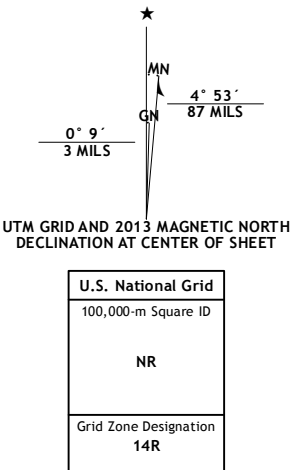 ★
MN
4° 53´
87 MILS
GN
0° 9´
3 MILS
UTM GRID AND 2013 MAGNETIC NORTH
DECLINATION AT CENTER OF SHEET
U.S. National Grid
100,000-m Square ID
NR
Grid Zone Designation
14R